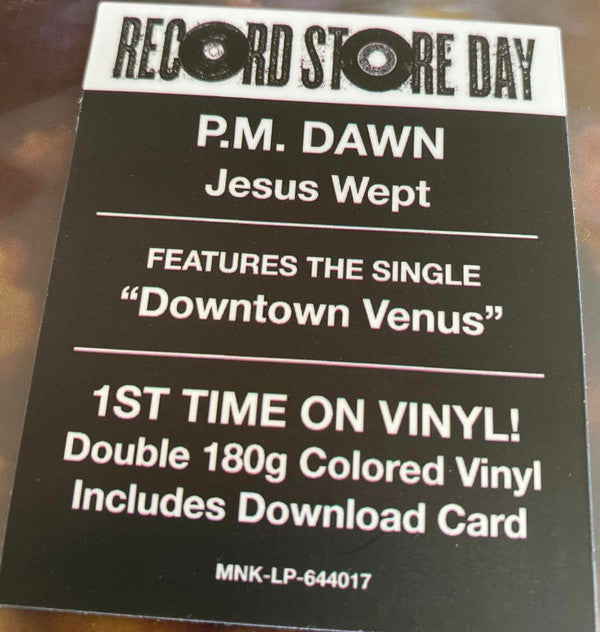 RECORD STORE DAY
P.M. DAWN
Jesus Wept
FEATURES THE SINGLE
“Downtown Venus”
1ST TIME ON VINYL!
Double 180g Colored Vinyl
Includes Download Card
MNK-LP-644017